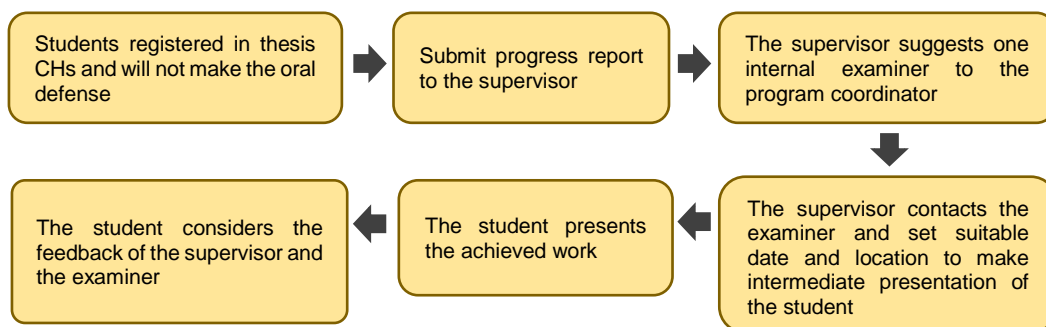 Students registered in thesis
CHs and will not make the oral
defense
Submit progress report
to the supervisor
The supervisor suggests one
internal examiner to the
program coordinator
The supervisor contacts the
examiner and set suitable
date and location to make
intermediate presentation of
the student
The student presents
the achieved work
The student considers the
feedback of the supervisor and
the examiner